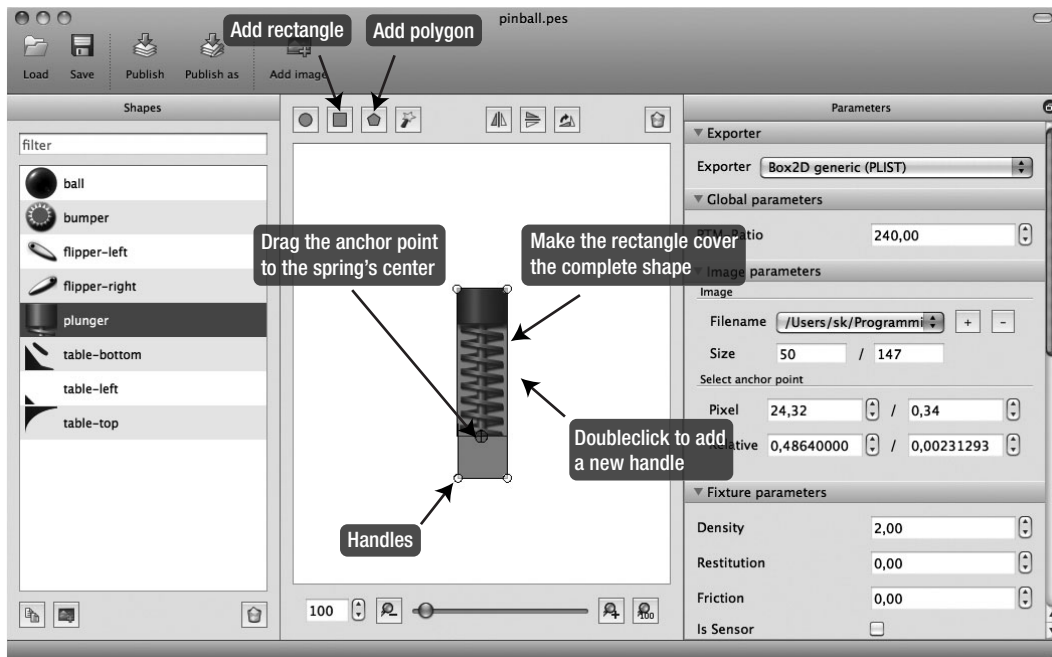 pinball.pes
Add rectangle
Add polygon
Load
Save
Publish
Publish as
Add image
Shapes
filter
ball
bumper
flipper-left
flipper-right
plunger
table-bottom
table-left
table-top
Drag the anchor point
to the spring's center
Make the rectangle cover
the complete shape
Doubleclick to add
a new handle
Handles
100
100
Parameters
Exporter
Exporter Box2D generic (PLIST)
Global parameters
PTM-Ratio 240,00
Image parameters
Image
Filename /Users/sk/Programmi
+ -
Size 50 / 147
Select anchor point
Pixel 24,32 / 0,34
Relative 0,48640000 / 0,00231293
Fixture parameters
Density 2,00
Restitution 0,00
Friction 0,00
Is Sensor